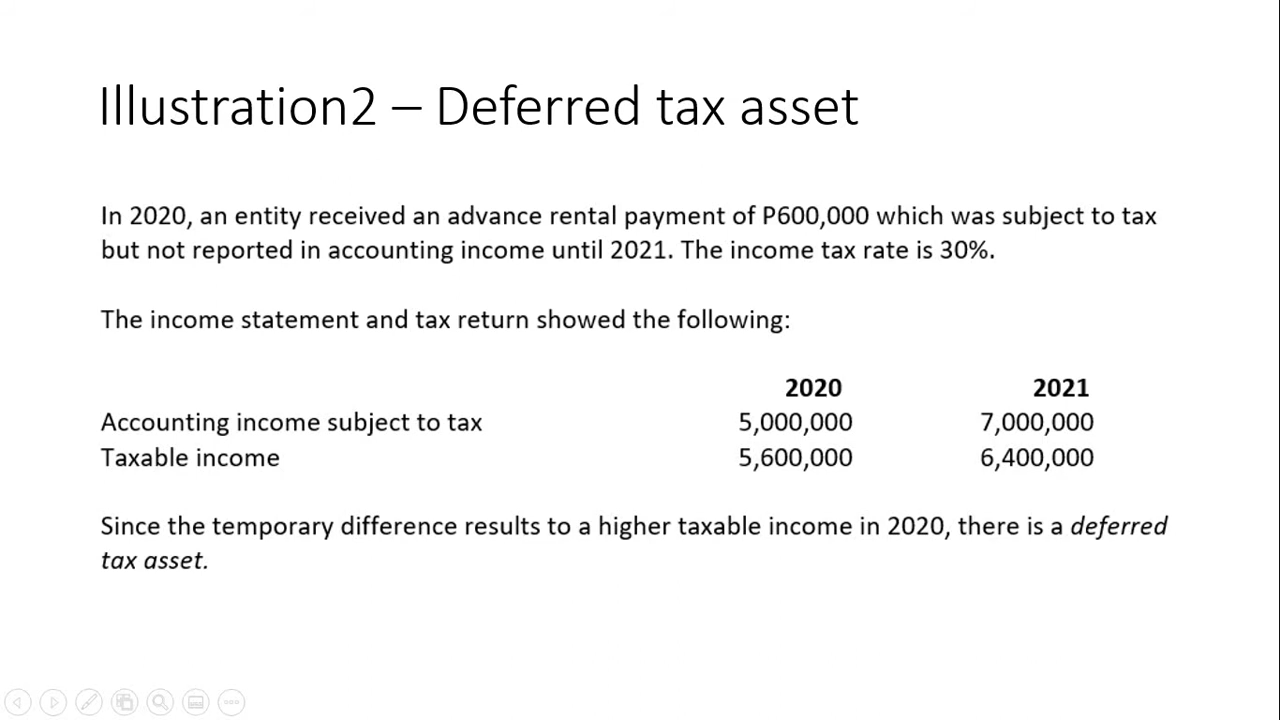 Illustration2 – Deferred tax asset
In 2020, an entity received an advance rental payment of P600,000 which was subject to tax
but not reported in accounting income until 2021. The income tax rate is 30%.
The income statement and tax return showed the following:
2020 2021
Accounting income subject to tax 5,000,000 7,000,000
Taxable income 5,600,000 6,400,000
Since the temporary difference results to a higher taxable income in 2020, there is a deferred
tax asset.